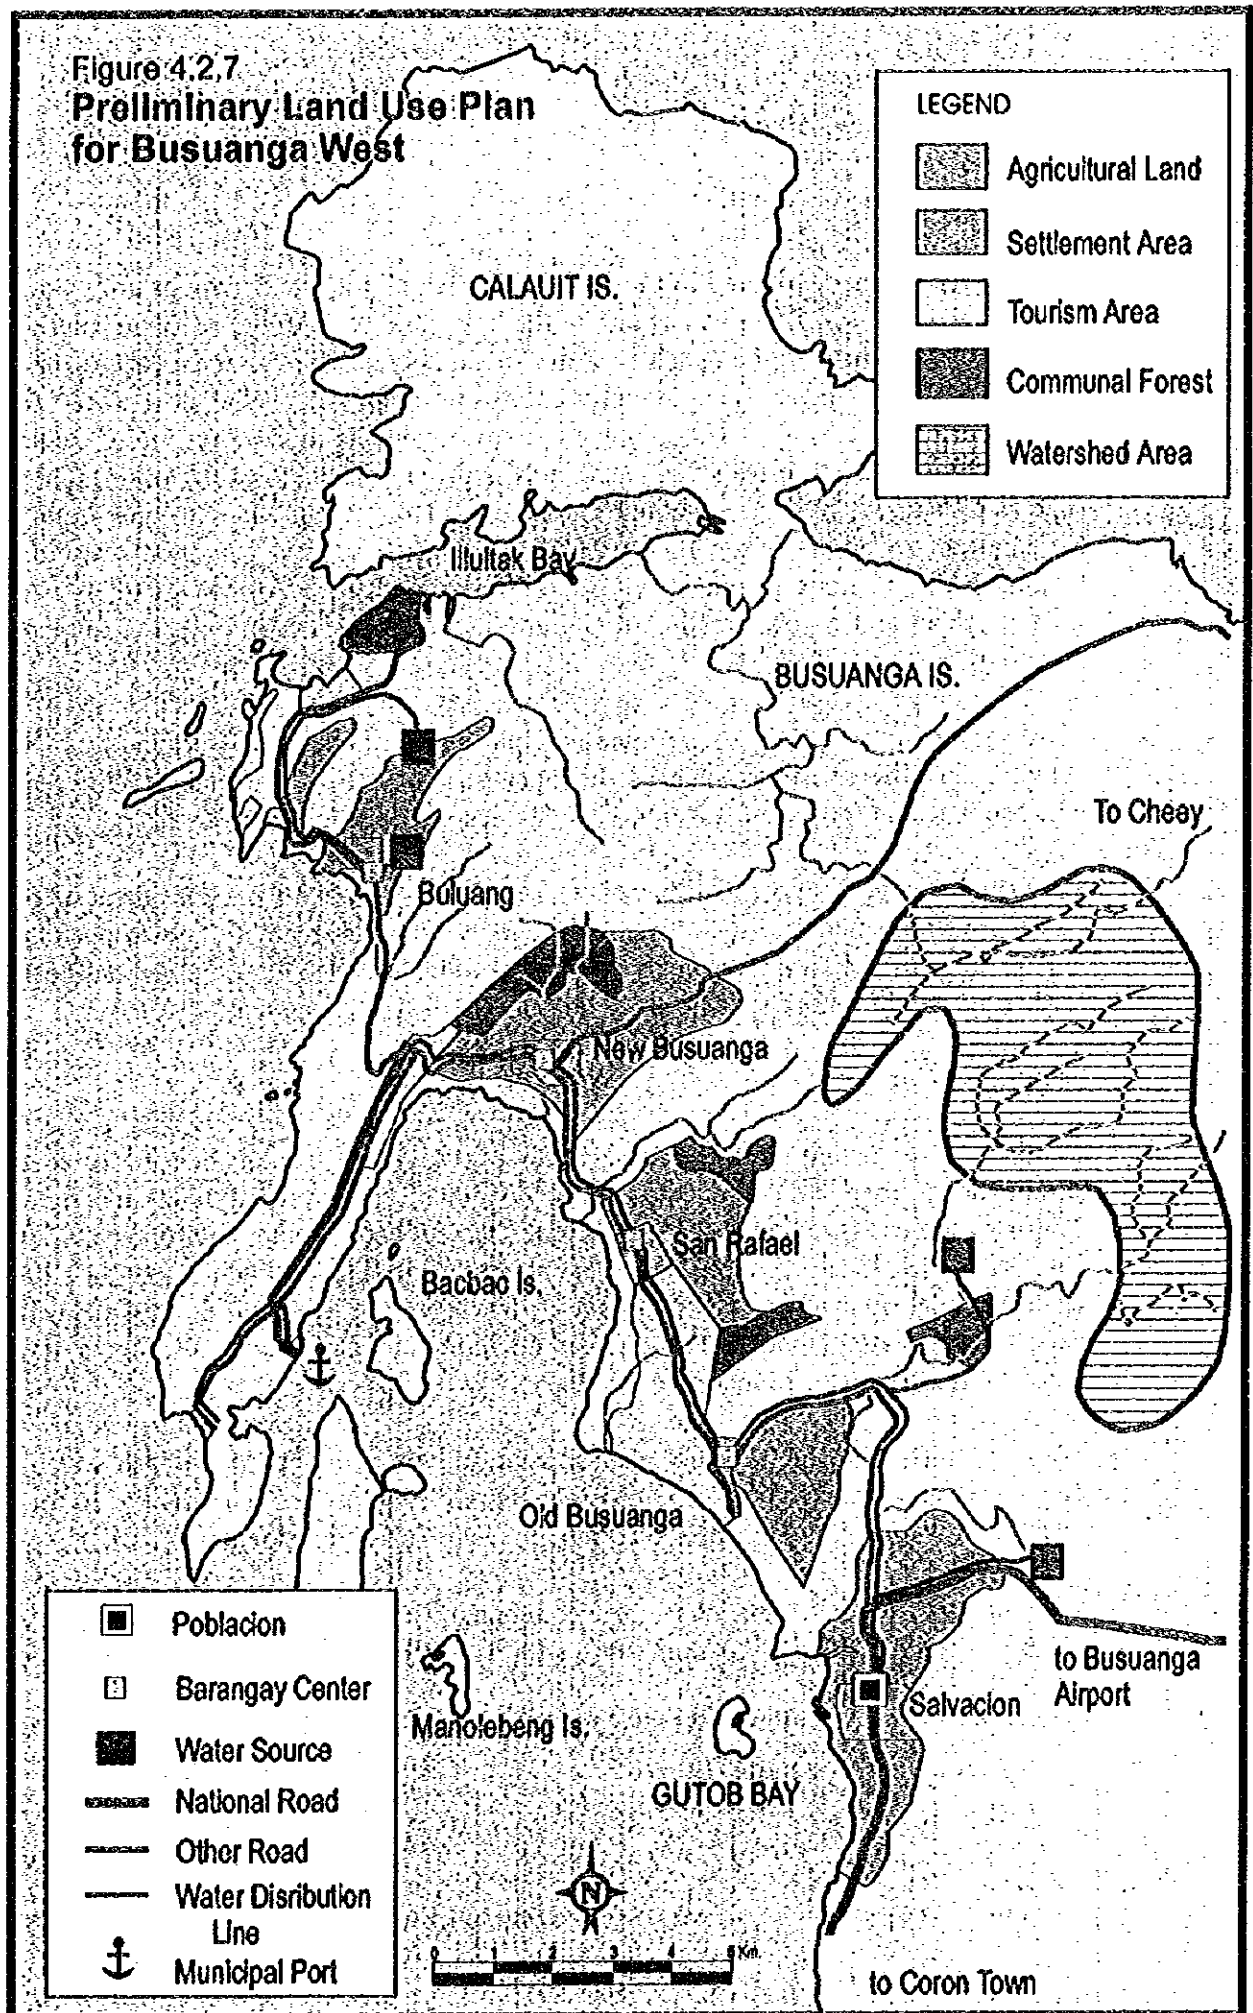 Figure 4.2.7
Preliminary Land Use Plan
for Busuanga West
LEGEND
Agricultural Land
Settlement Area
Tourism Area
Communal Forest
Watershed Area
CALAUIT IS.
Illultak Bay
BUSUANGA IS.
To Cheey
Buluang
New Busuanga
San Rafael
Bacbao Is.
Old Busuanga
to Busuanga
Airport
Salvacion
Manolebeng Is.
GUTOB BAY
Poblacion
Barangay Center
Water Source
National Road
Other Road
Water Disribution
Line
Municipal Port
N
0 1 2 3 4 5 Km.
to Coron Town